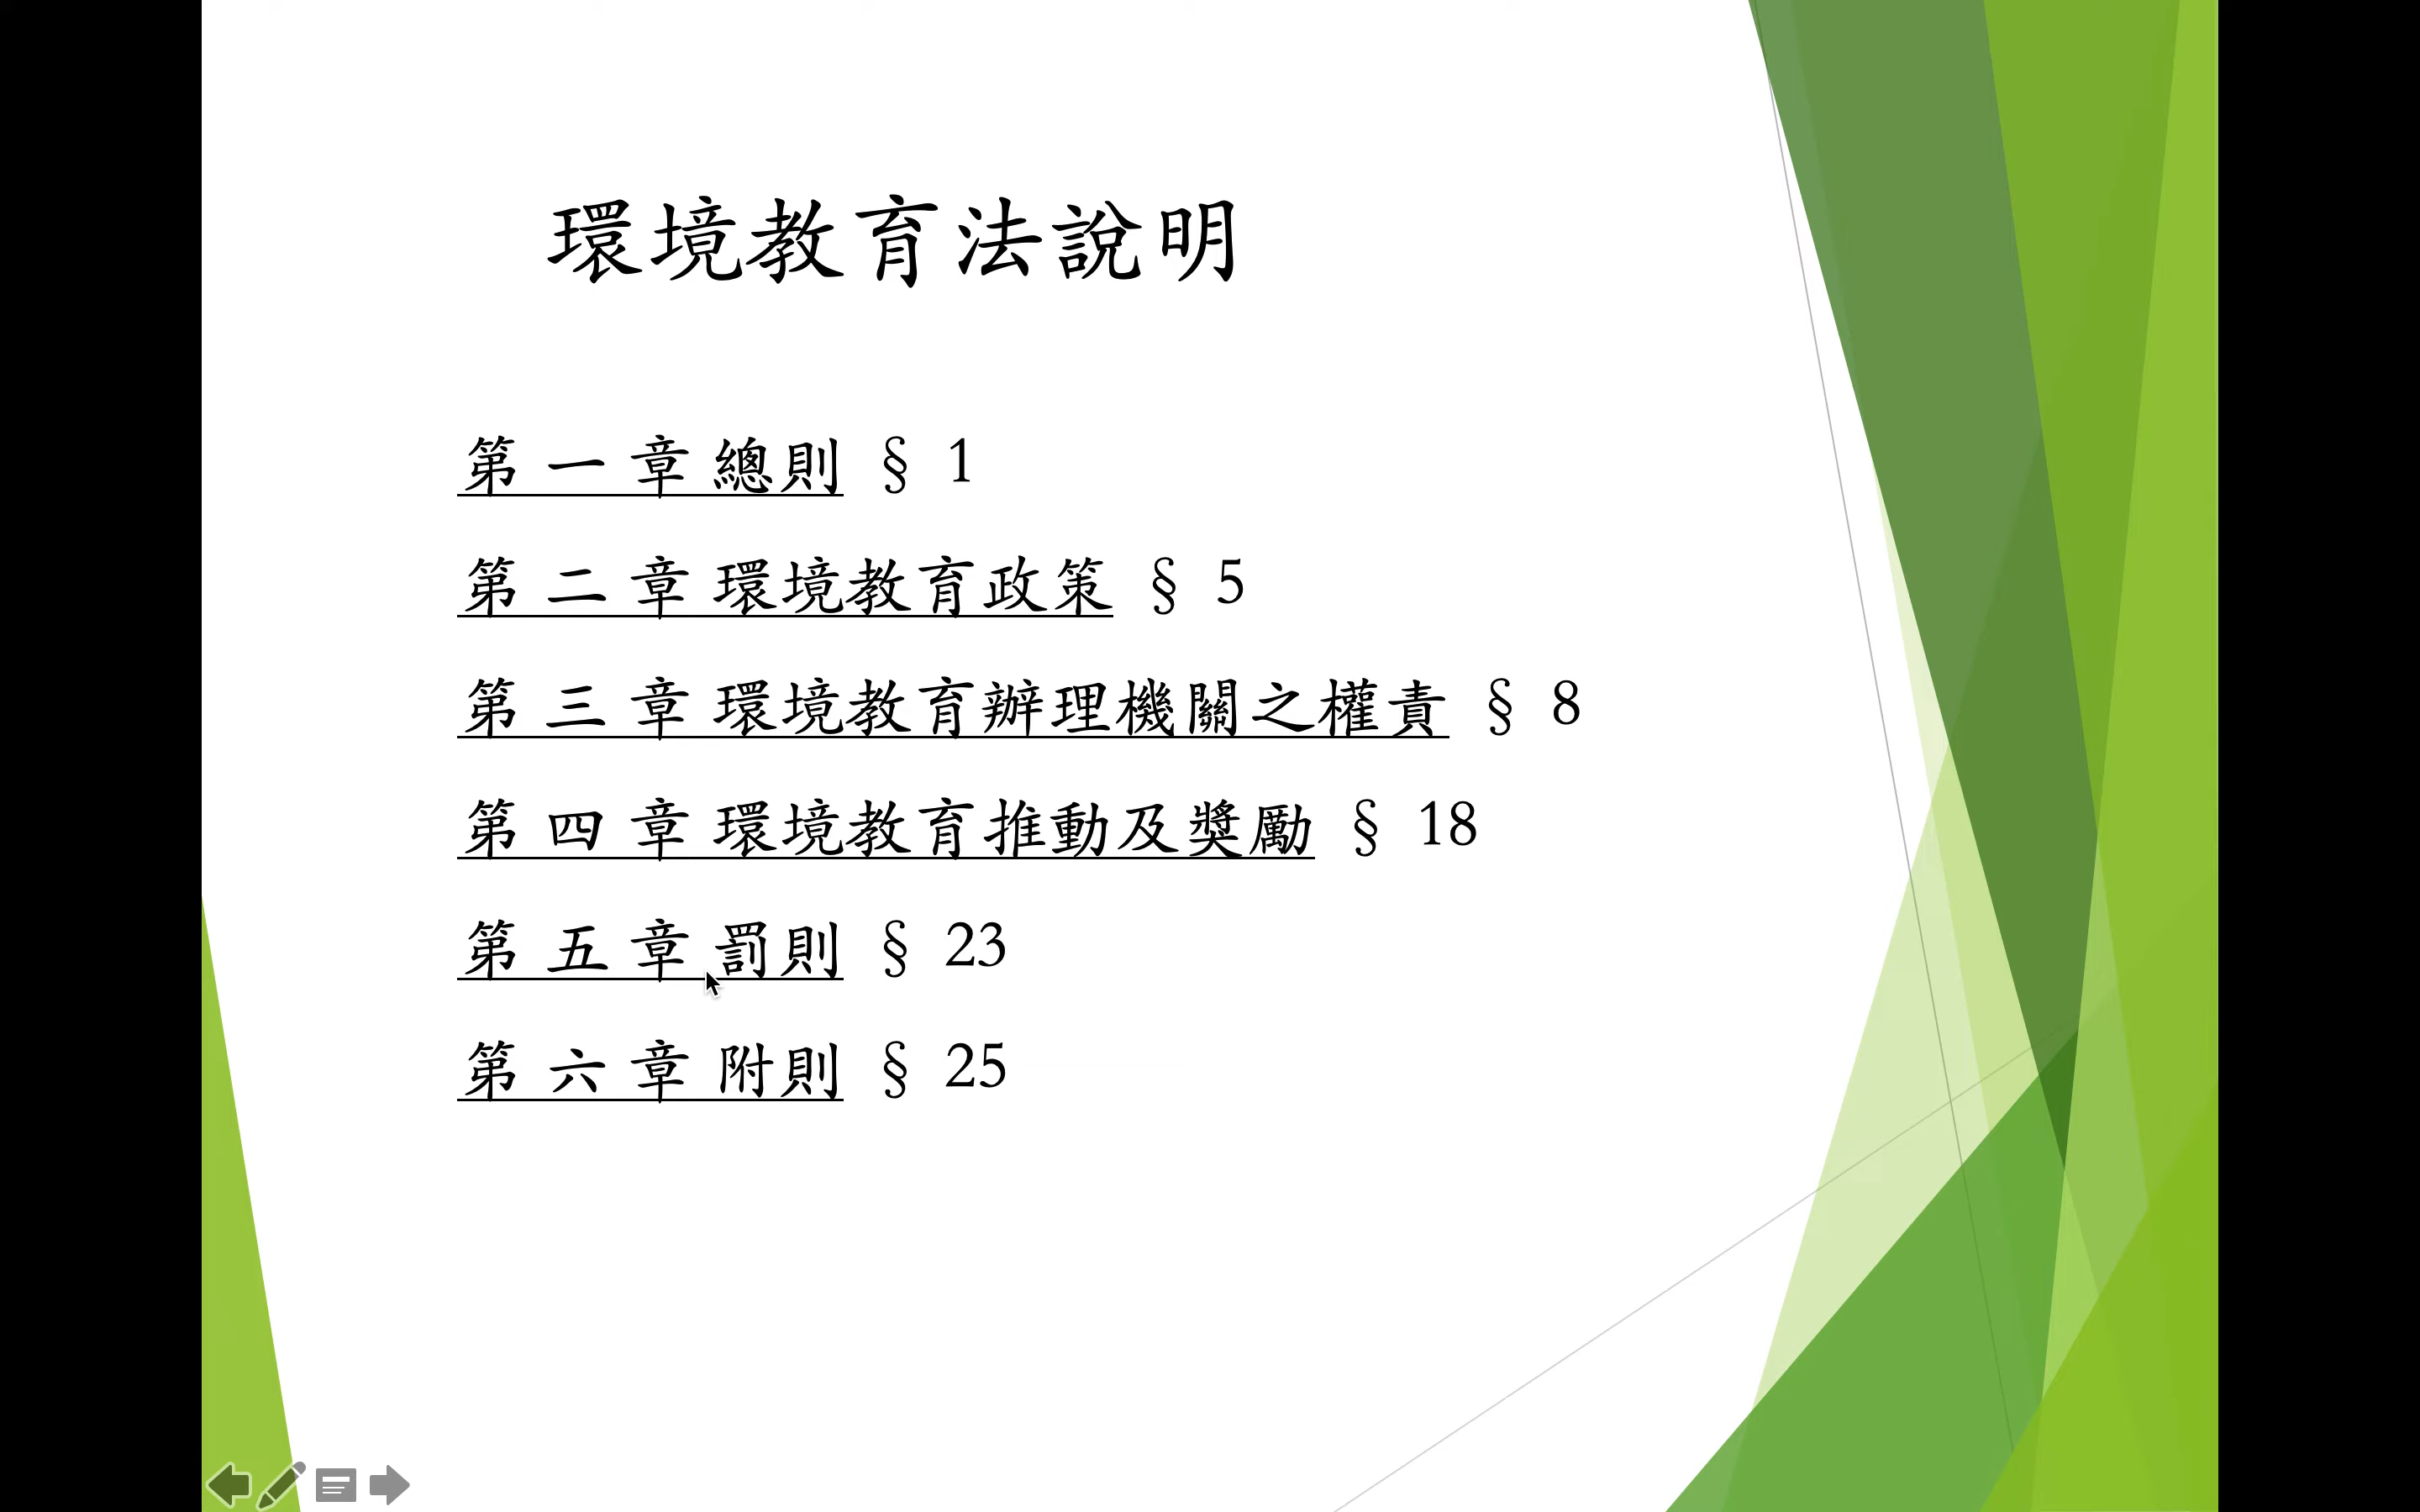 環境教育法說明
第 一 章 總則 § 1
第 二 章 環境教育政策 § 5
第 三 章 環境教育辦理機關之權責 § 8
第 四 章 環境教育推動及獎勵 § 18
第 五 章 罰則 § 23
第 六 章 附則 § 25